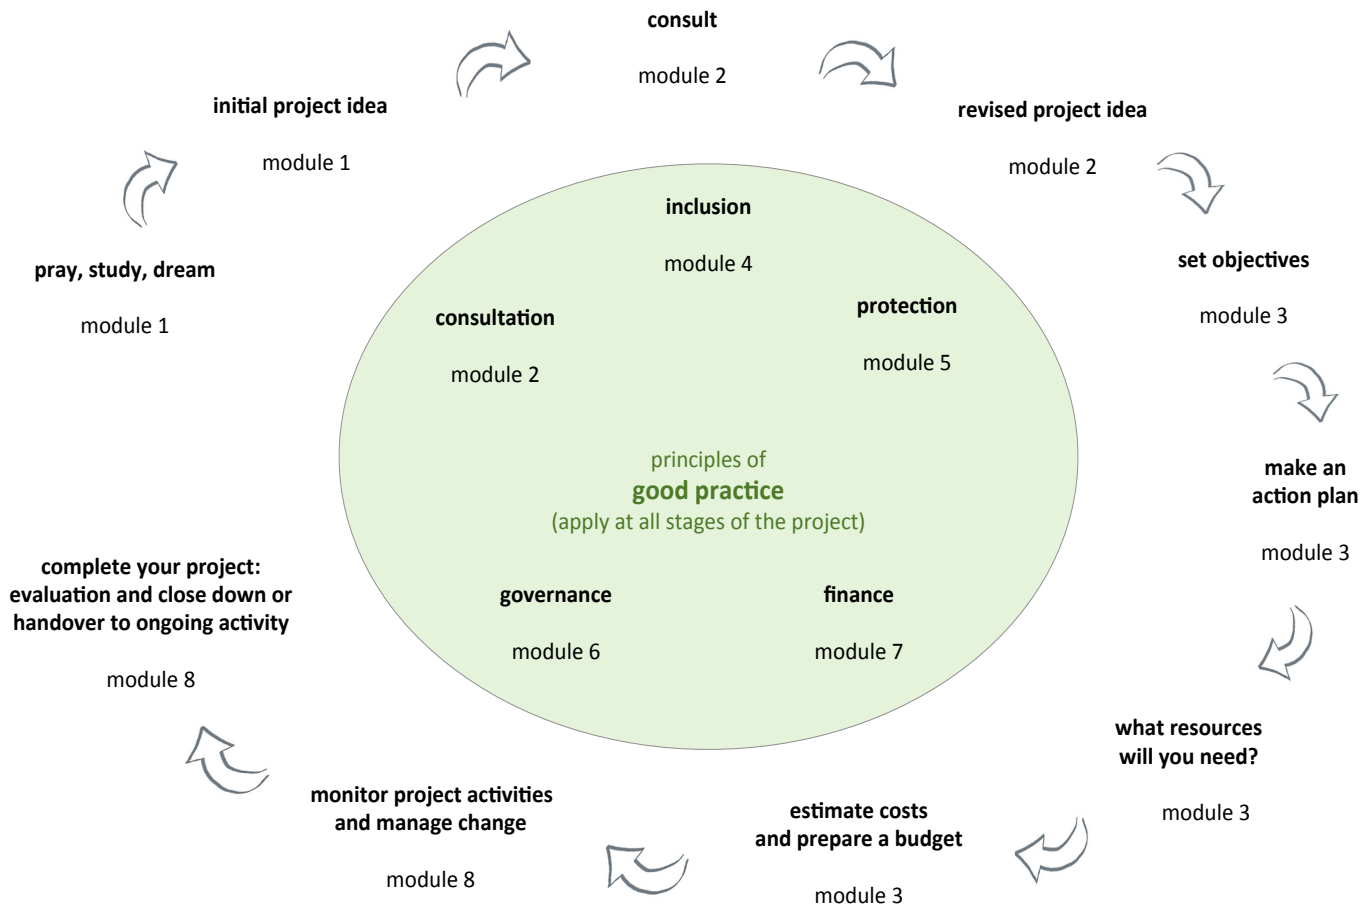 pray, study, dream
module 1
initial project idea
module 1
consult
module 2
revised project idea
module 2
set objectives
module 3
make an
action plan
module 3
what resources
will you need?
module 3
estimate costs
and prepare a budget
module 3
monitor project activities
and manage change
module 8
complete your project:
evaluation and close down or
handover to ongoing activity
module 8
inclusion
module 4
consultation
module 2
protection
module 5
principles of
good practice
(apply at all stages of the project)
governance
module 6
finance
module 7